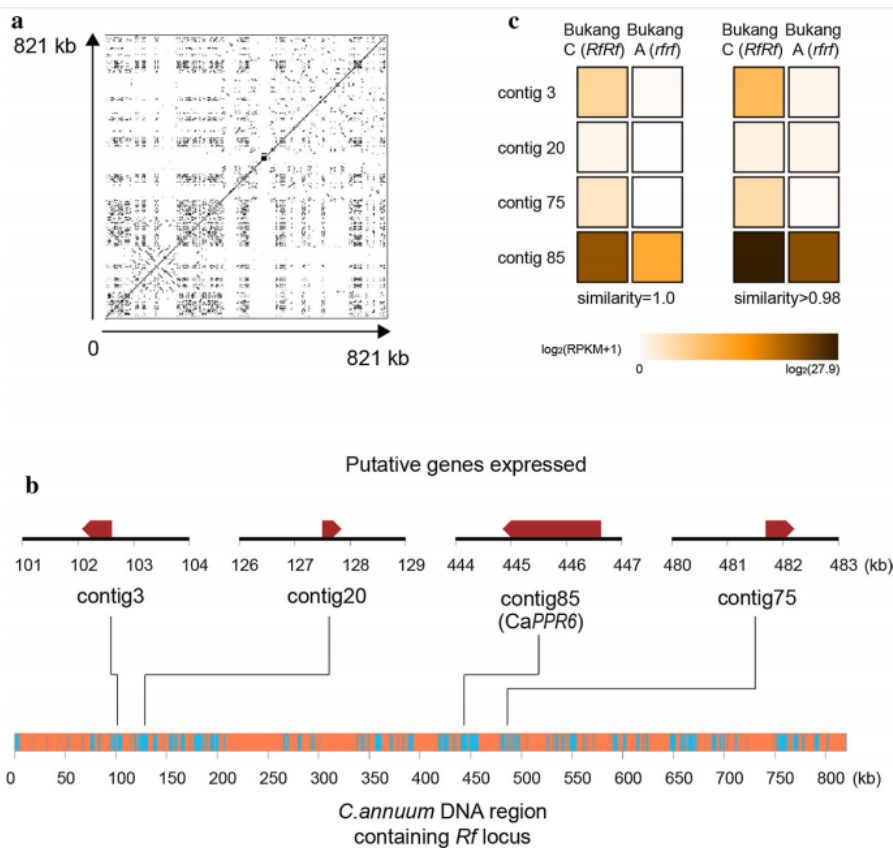 a
821 kb
0
821 kb
c
Bukang Bukang Bukang Bukang
C (RfRf) A (rfrf) C (RfRf) A (rfrf)
contig 3
contig 20
contig 75
contig 85
similarity=1.0 similarity>0.98
log₂(RPKM+1)
0 log₂(27.9)
Putative genes expressed
b
101 102 103 104 126 127 128 129 444 445 446 447 480 481 482 483 (kb)
contig3 contig20 contig85 contig75
(CaPPR6)
0 50 100 150 200 250 300 350 400 450 500 550 600 650 700 750 800 (kb)
C.annuum DNA region
containing Rf locus